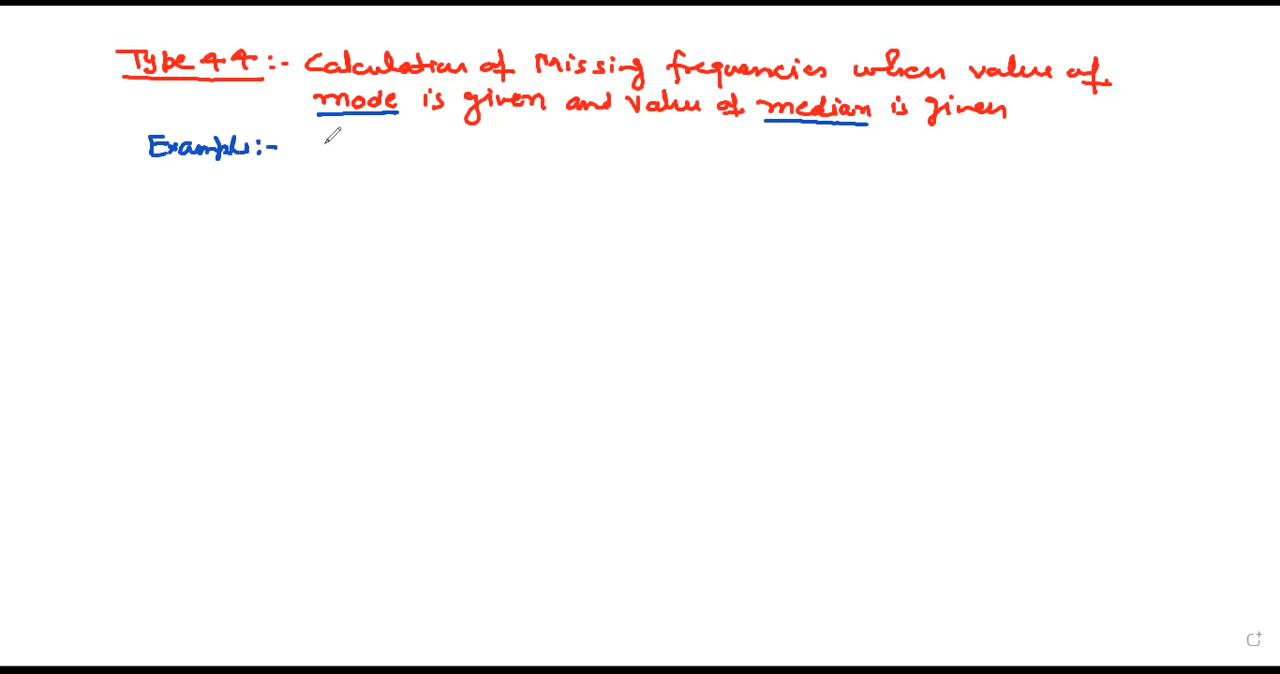 Type 44:- Calculation of Missing frequencies when value of
mode is given and value of median is given
Example:-